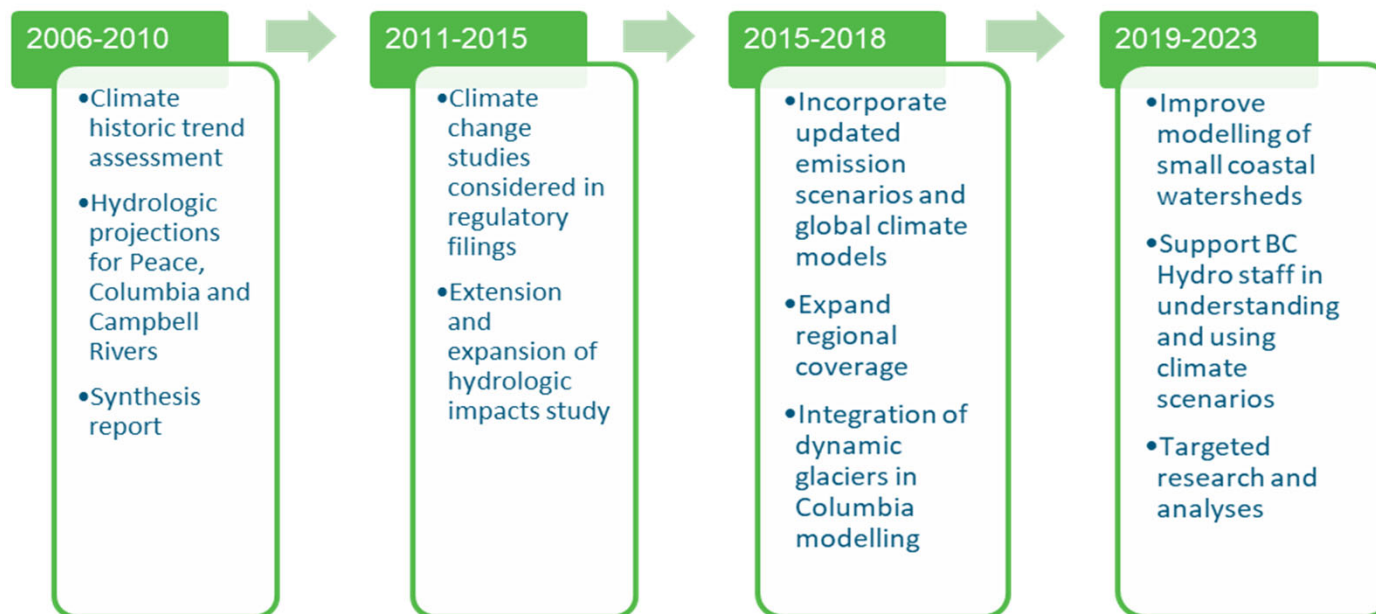 2006-2010
•Climate
historic trend
assessment
•Hydrologic
projections
for Peace,
Columbia and
Campbell
Rivers
•Synthesis
report
2011-2015
•Climate
change
studies
considered in
regulatory
filings
•Extension
and
expansion of
hydrologic
impacts study
2015-2018
•Incorporate
updated
emission
scenarios and
global climate
models
•Expand
regional
coverage
•Integration of
dynamic
glaciers in
Columbia
modelling
2019-2023
•Improve
modelling of
small coastal
watersheds
•Support BC
Hydro staff in
understanding
and using
climate
scenarios
•Targeted
research and
analyses